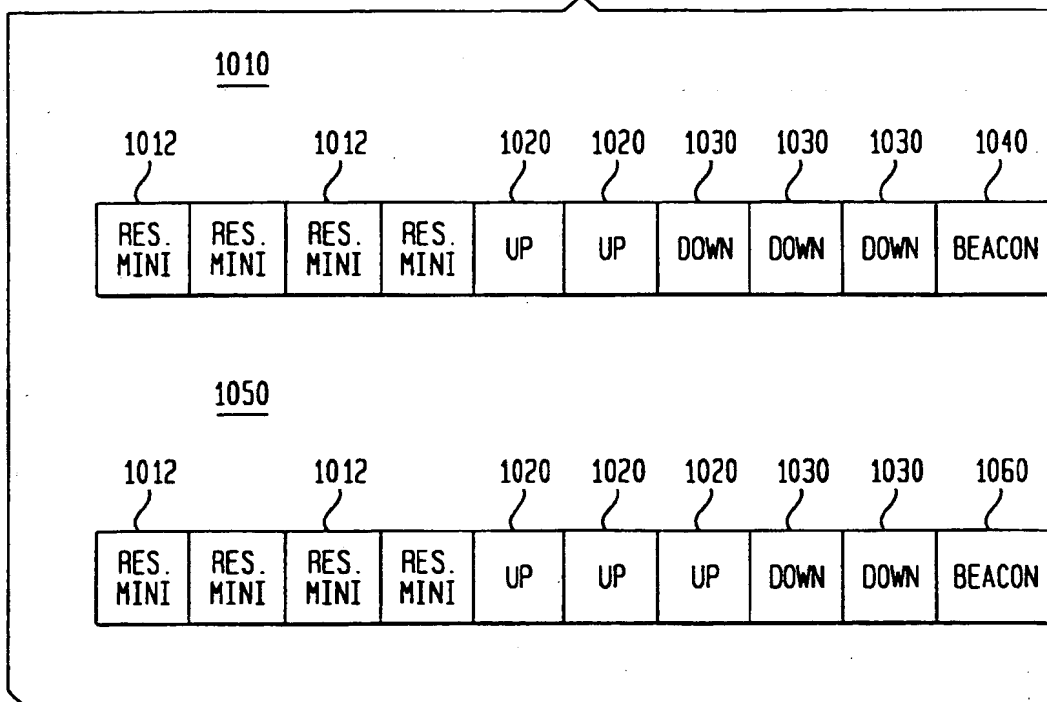 1010
1012 1012 1020 1020 1030 1030 1030 1040
RES. RES. RES. RES. UP UP DOWN DOWN DOWN BEACON
MINI MINI MINI MINI
1050
1012 1012 1020 1020 1020 1030 1030 1060
RES. RES. RES. RES. UP UP UP DOWN DOWN BEACON
MINI MINI MINI MINI